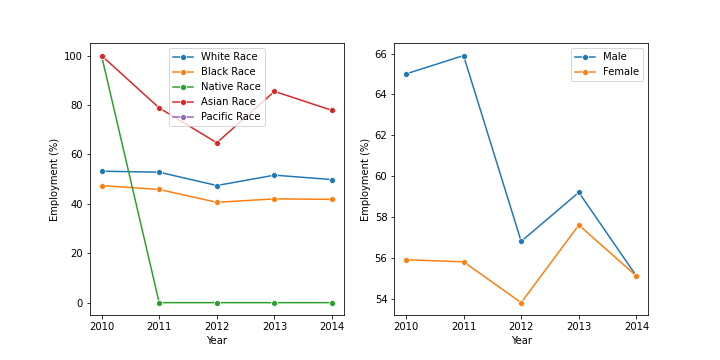 White Race
Black Race
Native Race
Asian Race
Pacific Race
100
80
60
40
20
0
Employment (%)
2010 2011 2012 2013 2014
Year
Male
Female
66
64
62
60
58
56
54
Employment (%)
2010 2011 2012 2013 2014
Year